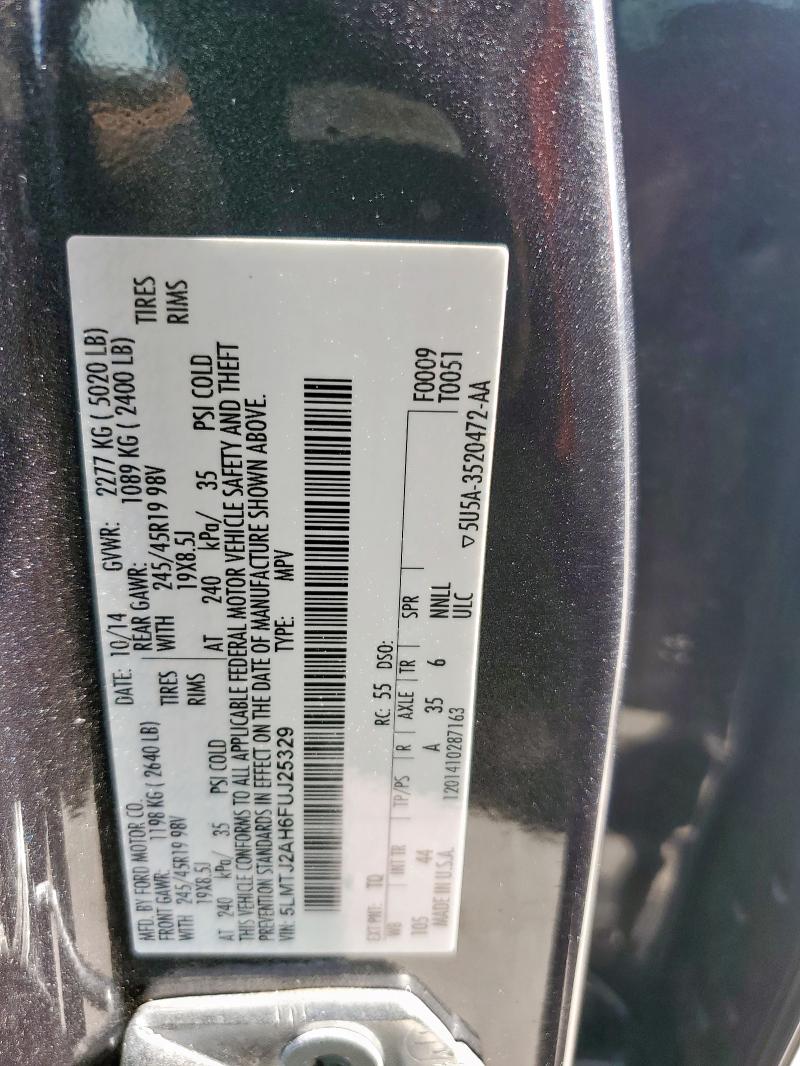 MFD. BY FORD MOTOR CO.
DATE: 10/14 GVWR: 2277 KG ( 5020 LB)
FRONT GAWR: 1198 KG ( 2640 LB)
REAR GAWR: 1089 KG ( 2400 LB)
WITH 245/45R19 98V TIRES
WITH 245/45R19 98V TIRES
19X8.5J RIMS
19X8.5J RIMS
AT 240 kPa/ 35 PSI COLD
AT 240 kPa/ 35 PSI COLD
THIS VEHICLE CONFORMS TO ALL APPLICABLE FEDERAL MOTOR VEHICLE SAFETY AND THEFT
PREVENTION STANDARDS IN EFFECT ON THE DATE OF MANUFACTURE SHOWN ABOVE.
VIN: 5LMTJ2AH6FUJ25329 TYPE: MPV
EXT PNT: TQ RC: 55 DSO:
WB INT TR TP/PS R AXLE TR SPR F0009
105 44 A 35 6 NNLL T0051
MADE IN U.S.A. 1201410287163 ULC
▽ 5U5A-3520472-AA